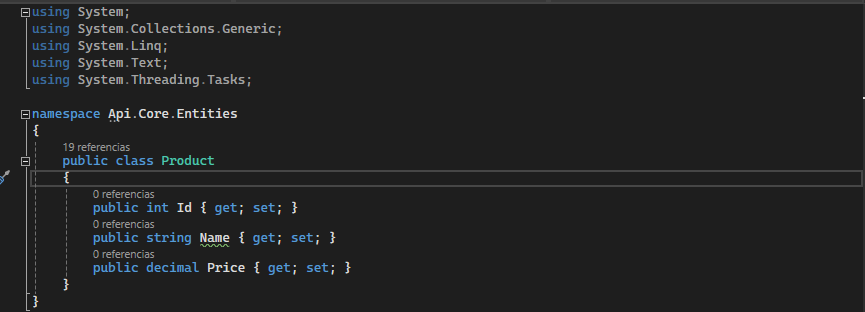 using System;
using System.Collections.Generic;
using System.Linq;
using System.Text;
using System.Threading.Tasks;
namespace Api.Core.Entities
{
19 referencias
public class Product
{
0 referencias
public int Id { get; set; }
0 referencias
public string Name { get; set; }
0 referencias
public decimal Price { get; set; }
}
}